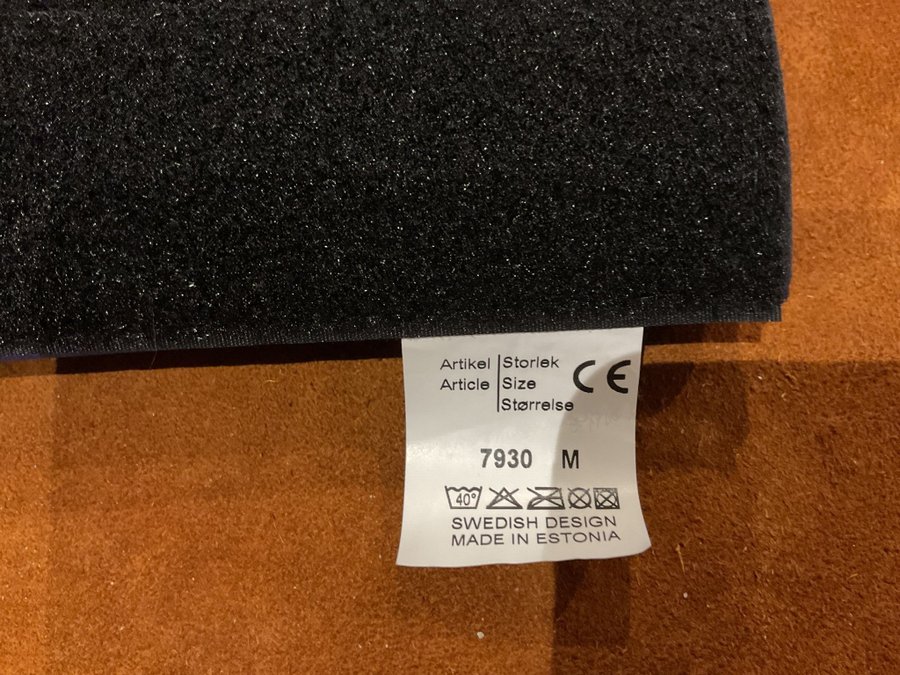 Artikel Storlek CE
Article Size
Størrelse
7930 M
40°
SWEDISH DESIGN
MADE IN ESTONIA